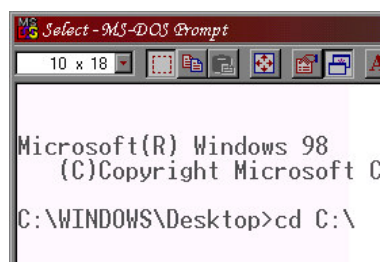 Select - MS-DOS Prompt
10 x 18
A
Microsoft(R) Windows 98
(C)Copyright Microsoft C
C:\WINDOWS\Desktop>cd C:\